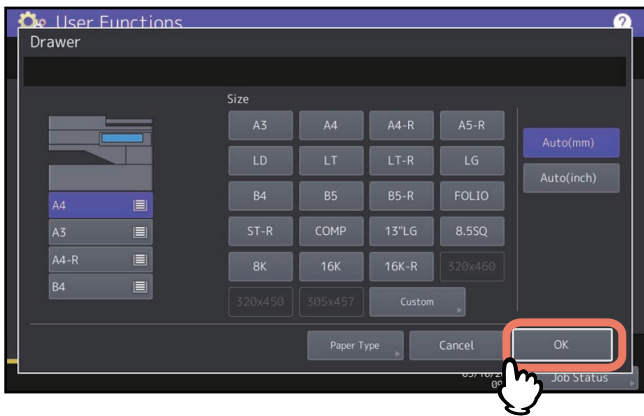 User Functions
?
Drawer
Size
A3 A4 A4-R A5-R
Auto(mm)
LD LT LT-R LG
Auto(inch)
A4
B4 B5 B5-R FOLIO
A3
ST-R COMP 13"LG 8.5SQ
A4-R
8K 16K 16K-R 320x460
B4
320x450 305x457 Custom
Paper Type Cancel OK
Job Status